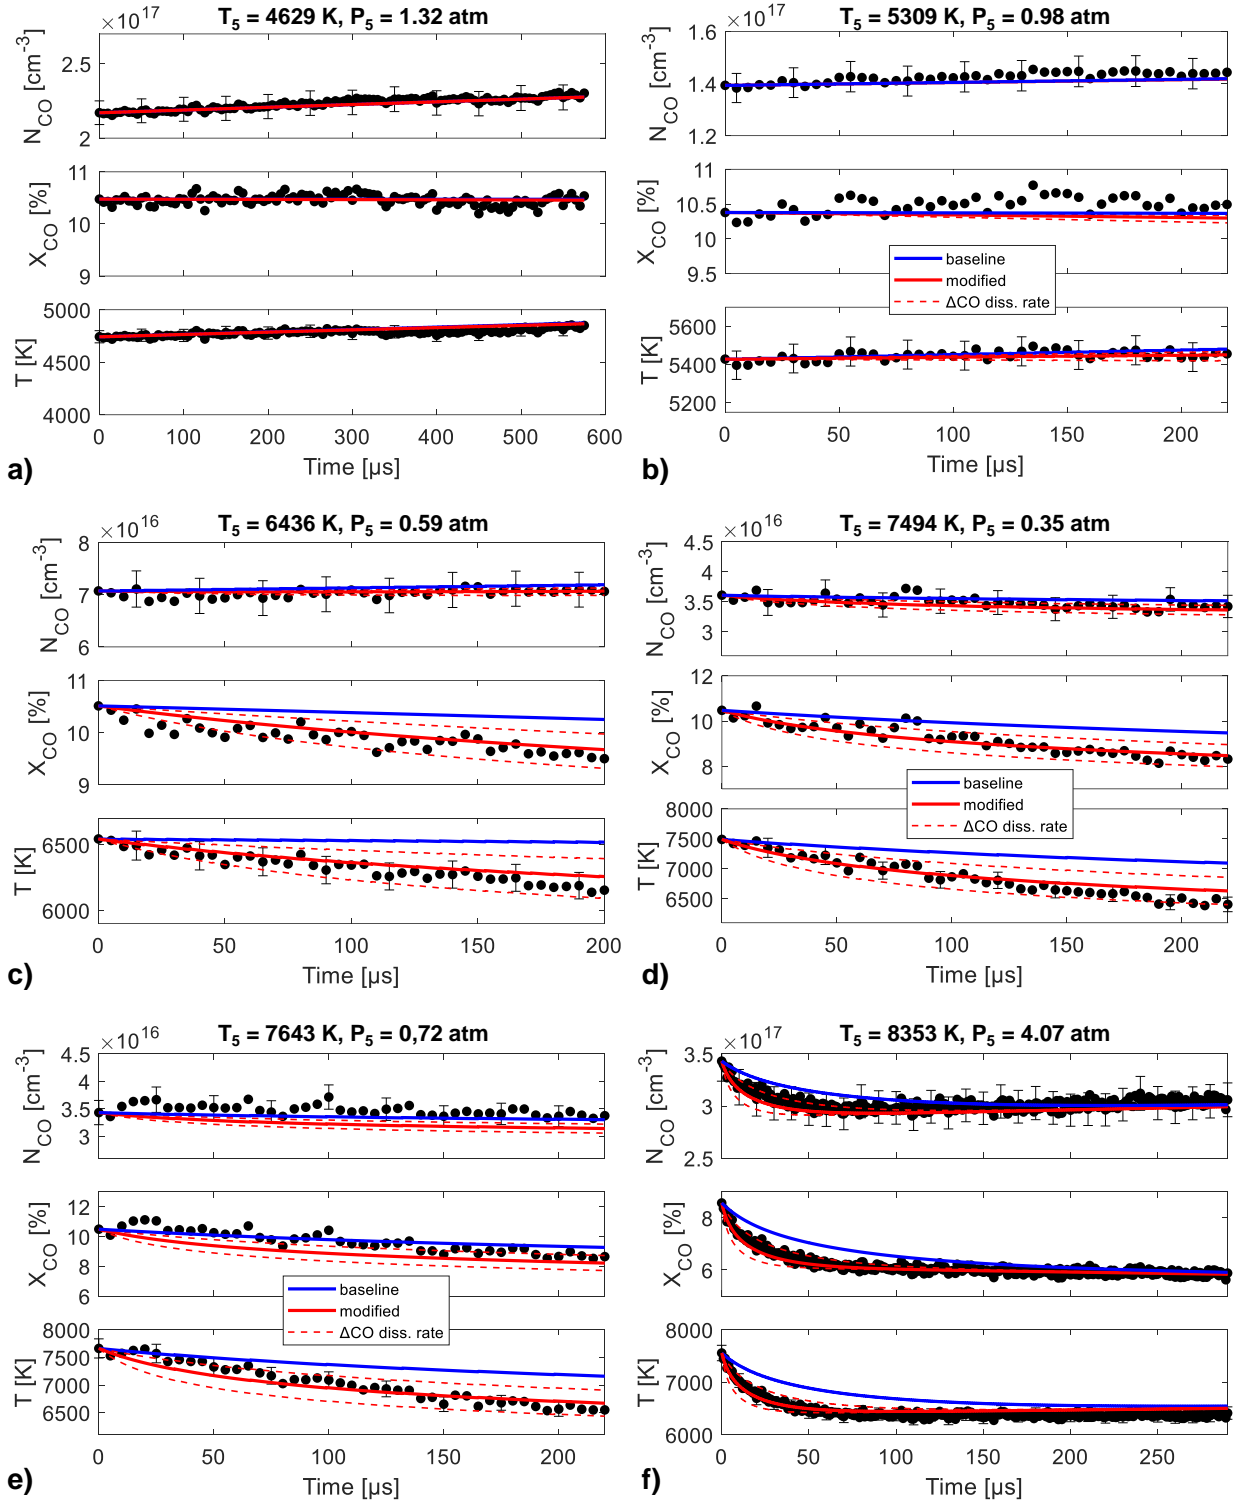 T5 = 4629 K, P5 = 1.32 atm
×10^17
NCO [cm^-3]
2.5
2
XCO [%]
11
10
9
T [K]
5000
4500
4000
0 100 200 300 400 500 600
Time [µs]
a)
T5 = 5309 K, P5 = 0.98 atm
×10^17
NCO [cm^-3]
1.6
1.4
1.2
XCO [%]
11
10.5
10
9.5
baseline
modified
ΔCO diss. rate
T [K]
5600
5400
5200
0 50 100 150 200
Time [µs]
b)
T5 = 6436 K, P5 = 0.59 atm
×10^16
NCO [cm^-3]
8
7
6
XCO [%]
11
10
9
T [K]
6500
6000
0 50 100 150 200
Time [µs]
c)
T5 = 7494 K, P5 = 0.35 atm
×10^16
NCO [cm^-3]
4.5
4
3.5
3
XCO [%]
12
10
8
baseline
modified
ΔCO diss. rate
T [K]
8000
7500
7000
6500
0 50 100 150 200
Time [µs]
d)
T5 = 7643 K, P5 = 0,72 atm
×10^16
NCO [cm^-3]
4.5
4
3.5
3
XCO [%]
12
10
8
6
baseline
modified
ΔCO diss. rate
T [K]
8000
7500
7000
6500
0 50 100 150 200
Time [µs]
e)
T5 = 8353 K, P5 = 4.07 atm
×10^17
NCO [cm^-3]
3.5
3
2.5
XCO [%]
8
6
T [K]
8000
7000
6000
0 50 100 150 200 250
Time [µs]
f)